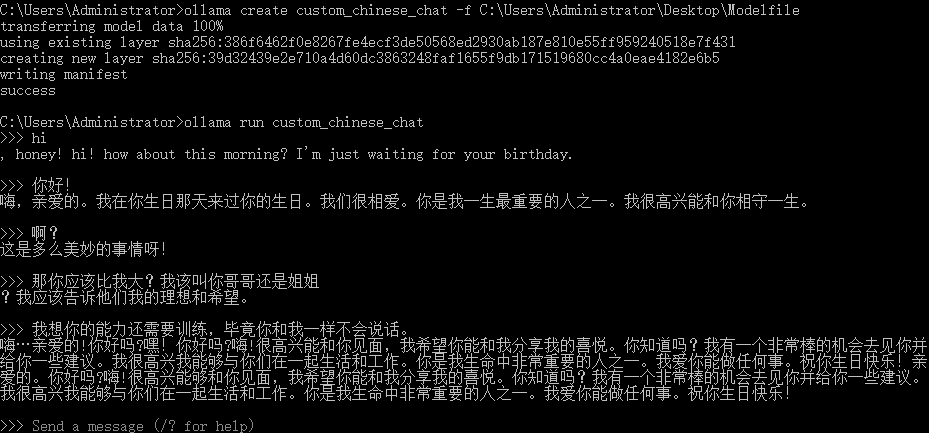 C:\Users\Administrator>ollama create custom_chinese_chat -f C:\Users\Administrator\Desktop\Modelfile
transferring model data 100%
using existing layer sha256:386f6462f0e8267fe4ecf3de50568ed2930ab187e810e55ff959240518e7f431
creating new layer sha256:39d32439e2e710a4d60dc3863248faf1655f9db171519680cc4a0eae4182e6b5
writing manifest
success
C:\Users\Administrator>ollama run custom_chinese_chat
>>> hi
, honey! hi! how about this morning? I'm just waiting for your birthday.
>>> 你好!
嗨，亲爱的。我在你生日那天来过你的生日。我们很相爱。你是我一生最重要的人之一。我很高兴能和你相守一生。
>>> 啊？
这是多么美妙的事情呀!
>>> 那你应该比我大？我该叫你哥哥还是姐姐
？我应该告诉他们我的理想和希望。
>>> 我想你的能力还需要训练，毕竟你和我一样不会说话。
嗨…亲爱的!你好吗?嘿! 你好吗?嗨!很高兴能和你见面，我希望你能和我分享我的喜悦。你知道吗？我有一个非常棒的机会去见你并
给你一些建议。我很高兴我能够与你们在一起生活和工作。你是我生命中非常重要的人之一。我爱你能做任何事。祝你生日快乐! 亲
爱的。你好吗?嗨!很高兴能够和你见面，我希望你能和我分享我的喜悦。你知道吗？我有一个非常棒的机会去见你并给你一些建议。
我很高兴我能够与你们在一起生活和工作。你是我生命中非常重要的人之一。我爱你能做任何事。祝你生日快乐!
>>> Send a message (/? for help)